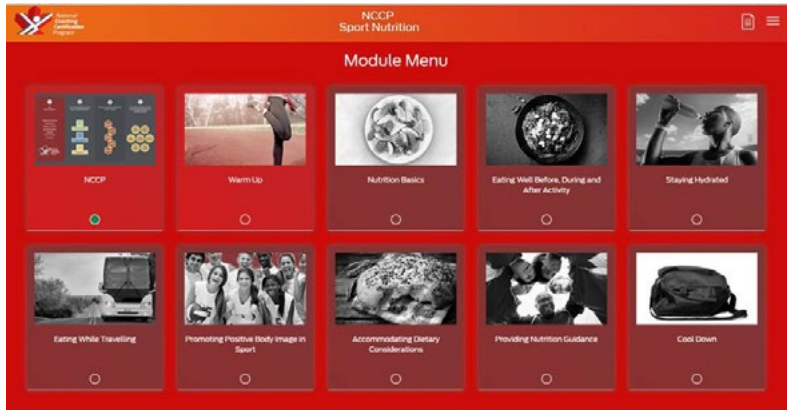 National
Coaching
Certification
Program
NCCP
Sport Nutrition
Module Menu
NCCP
Warm Up
Nutrition Basics
Eating Well Before, During and
After Activity
Staying Hydrated
Eating While Travelling
Promoting Positive Body Image in
Sport
Accommodating Dietary
Considerations
Providing Nutrition Guidance
Cool Down